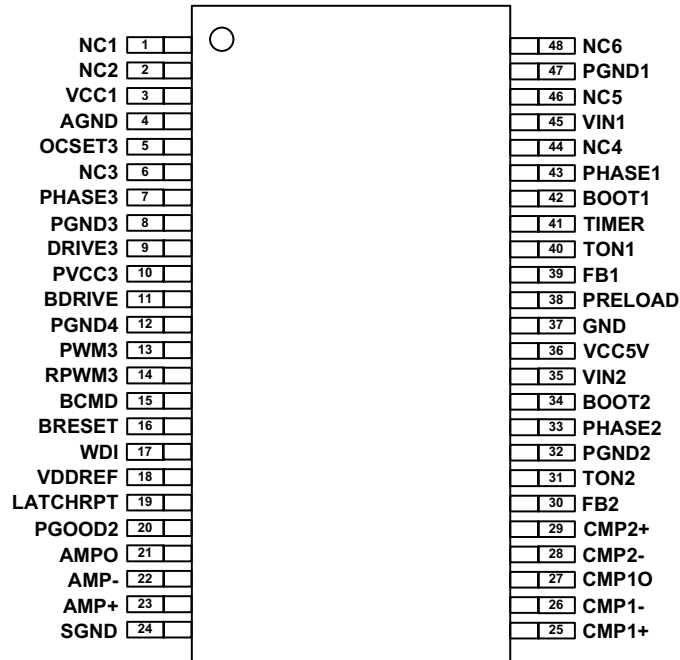 NC1 1 48 NC6
NC2 2 47 PGND1
VCC1 3 46 NC5
AGND 4 45 VIN1
OCSET3 5 44 NC4
NC3 6 43 PHASE1
PHASE3 7 42 BOOT1
PGND3 8 41 TIMER
DRIVE3 9 40 TON1
PVCC3 10 39 FB1
BDRIVE 11 38 PRELOAD
PGND4 12 37 GND
PWM3 13 36 VCC5V
RPWM3 14 35 VIN2
BCMD 15 34 BOOT2
BRESET 16 33 PHASE2
WDI 17 32 PGND2
VDDREF 18 31 TON2
LATCHRPT 19 30 FB2
PGOOD2 20 29 CMP2+
AMPO 21 28 CMP2-
AMP- 22 27 CMP1O
AMP+ 23 26 CMP1-
SGND 24 25 CMP1+